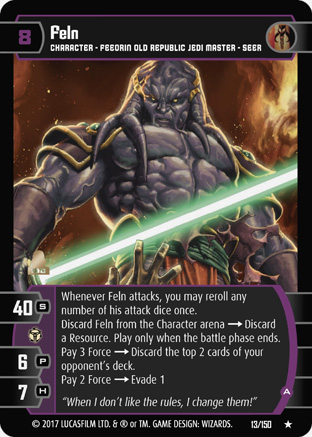 8
Feln
CHARACTER - FEEORIN OLD REPUBLIC JEDI MASTER - SEER
40 S
Whenever Feln attacks, you may reroll any
number of his attack dice once.
Discard Feln from the Character arena → Discard
a Resource. Play only when the battle phase ends.
6 P
Pay 3 Force → Discard the top 2 cards of your
opponent's deck.
7 H
Pay 2 Force → Evade 1
A
"When I don't like the rules, I change them!"
© 2017 LUCASFILM LTD. & ® or TM. GAME DESIGN: WIZARDS. 13/150 ★